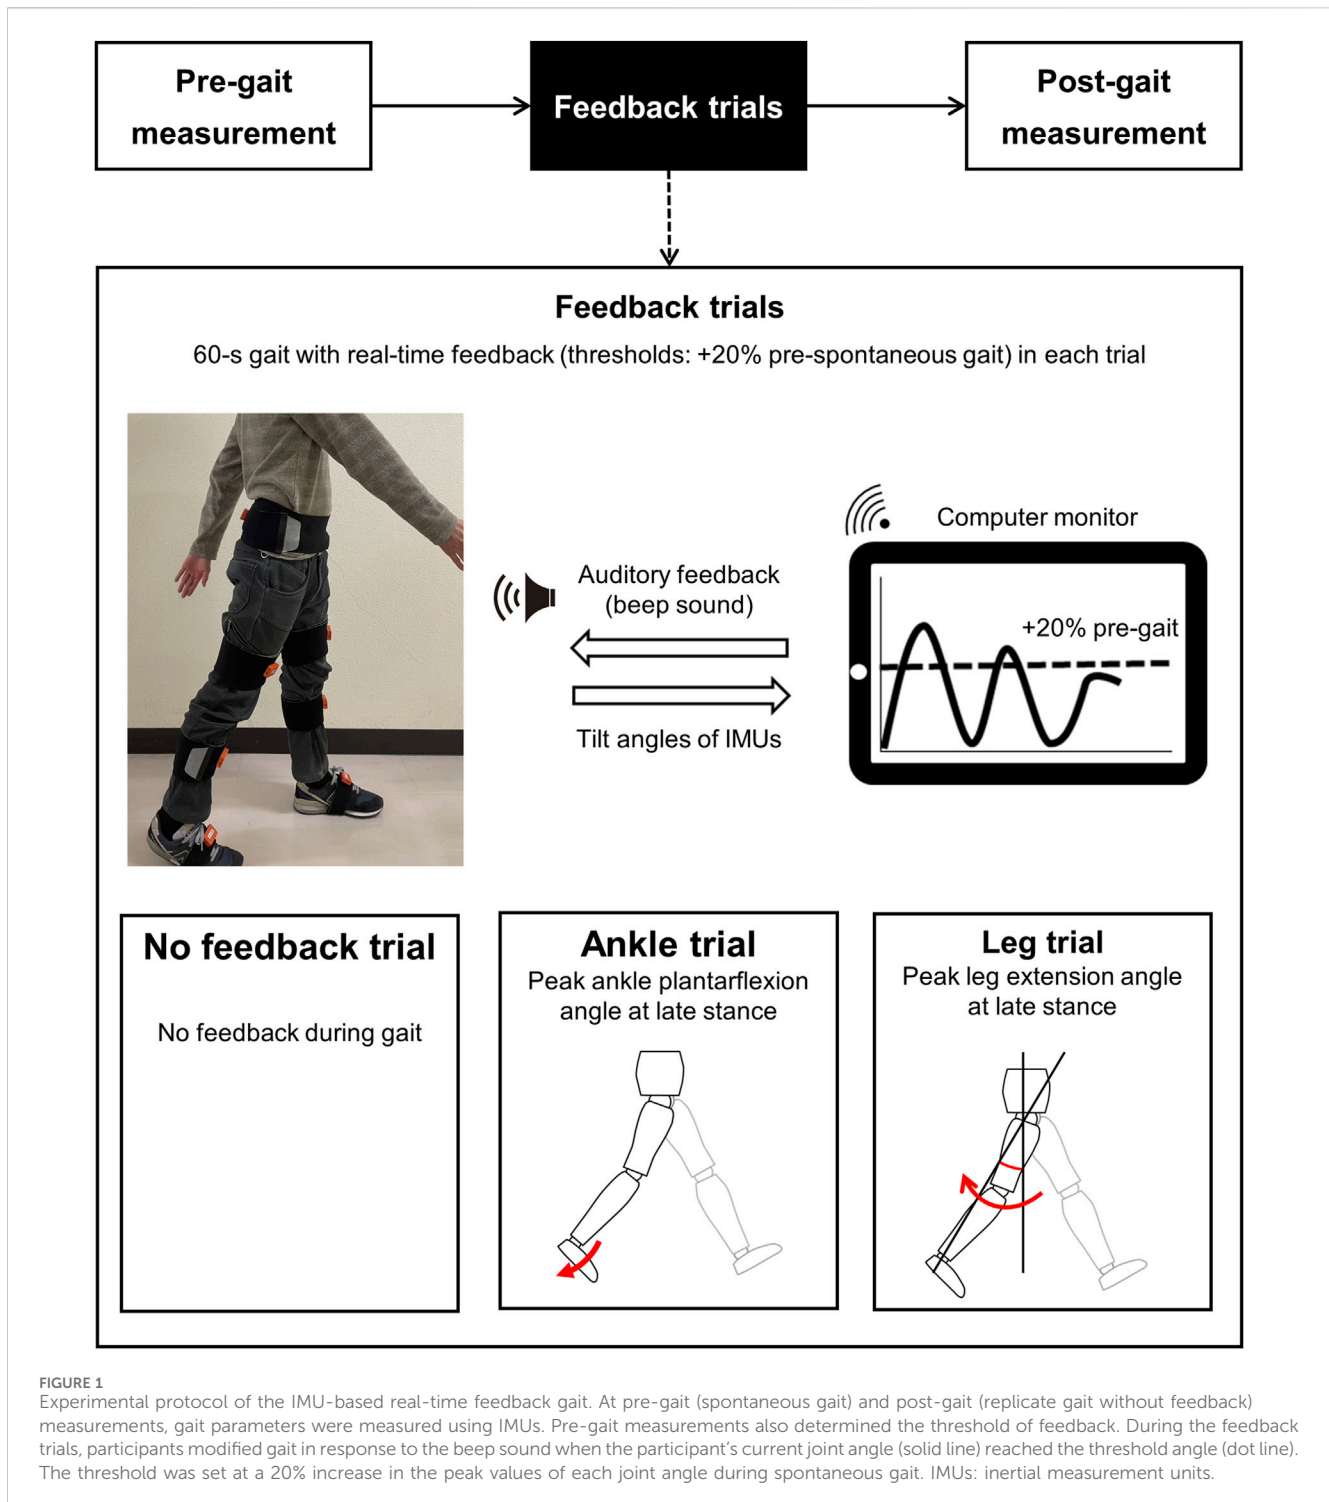 Pre-gait
measurement
Feedback trials
Post-gait
measurement
Feedback trials
60-s gait with real-time feedback (thresholds: +20% pre-spontaneous gait) in each trial
Computer monitor
Auditory feedback
(beep sound)
+20% pre-gait
Tilt angles of IMUs
No feedback trial
No feedback during gait
Ankle trial
Peak ankle plantarflexion
angle at late stance
Leg trial
Peak leg extension angle
at late stance
FIGURE 1
Experimental protocol of the IMU-based real-time feedback gait. At pre-gait (spontaneous gait) and post-gait (replicate gait without feedback)
measurements, gait parameters were measured using IMUs. Pre-gait measurements also determined the threshold of feedback. During the feedback
trials, participants modified gait in response to the beep sound when the participant's current joint angle (solid line) reached the threshold angle (dot line).
The threshold was set at a 20% increase in the peak values of each joint angle during spontaneous gait. IMUs: inertial measurement units.